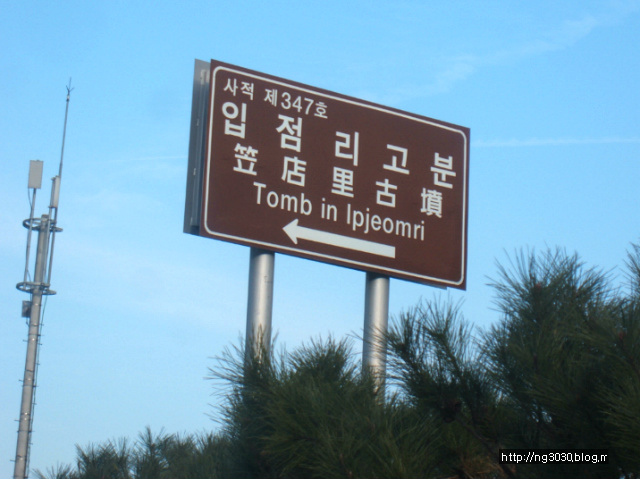 사적 제347호
입점리고분
笠店里古墳
Tomb in Ipjeomri
http://ng3030.blog.rr